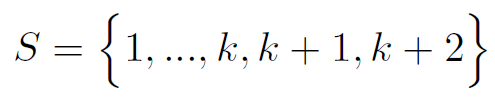 S = {1, ..., k, k + 1, k + 2}